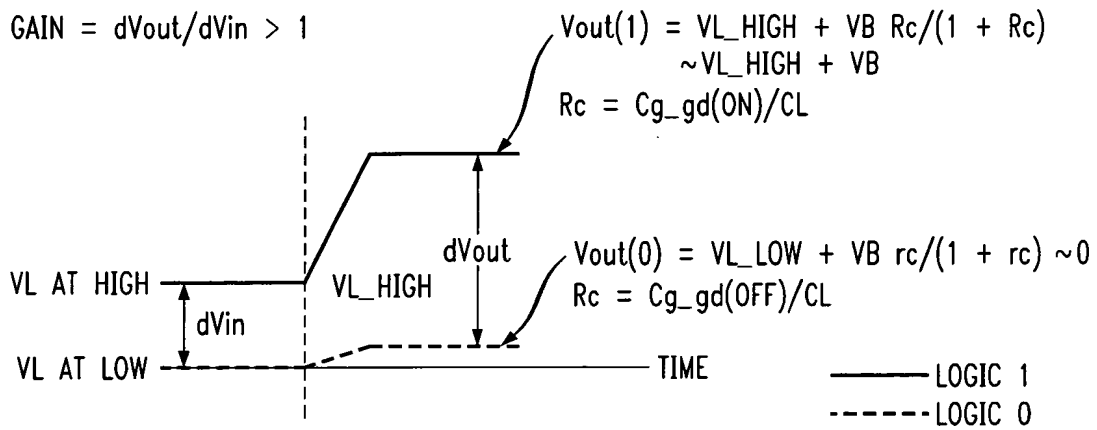 GAIN = dVout/dVin > 1
Vout(1) = VL_HIGH + VB Rc/(1 + Rc)
~VL_HIGH + VB
Rc = Cg_gd(ON)/CL
dVout
Vout(0) = VL_LOW + VB rc/(1 + rc) ~0
Rc = Cg_gd(OFF)/CL
VL AT HIGH
VL_HIGH
dVin
VL AT LOW
TIME
LOGIC 1
LOGIC 0